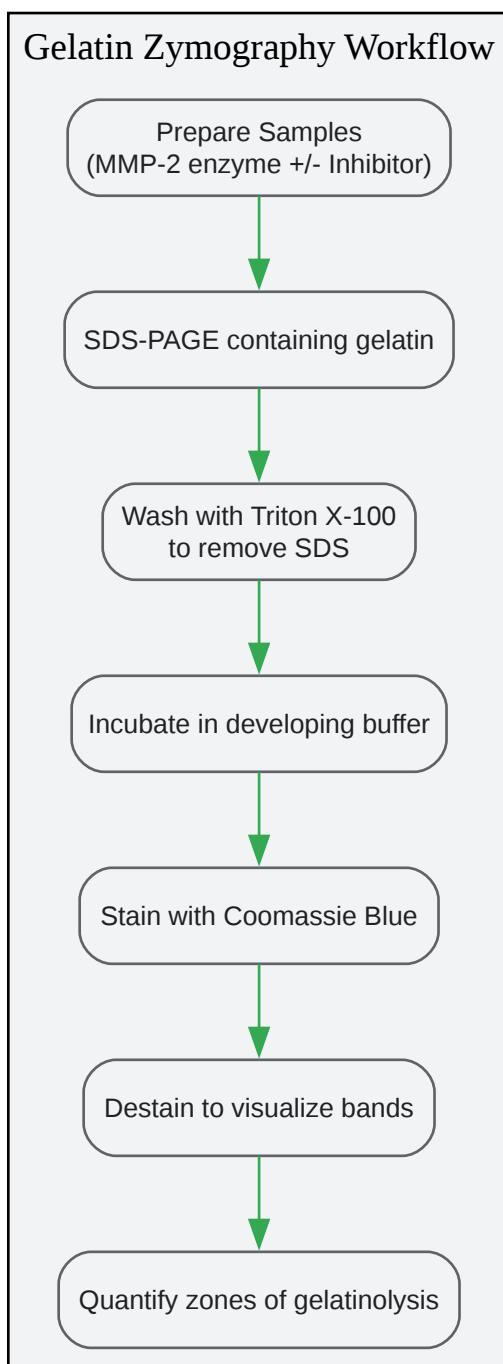 Gelatin Zymography Workflow
Prepare Samples
(MMP-2 enzyme +/- Inhibitor)
SDS-PAGE containing gelatin
Wash with Triton X-100
to remove SDS
Incubate in developing buffer
Stain with Coomassie Blue
Destain to visualize bands
Quantify zones of gelatinolysis